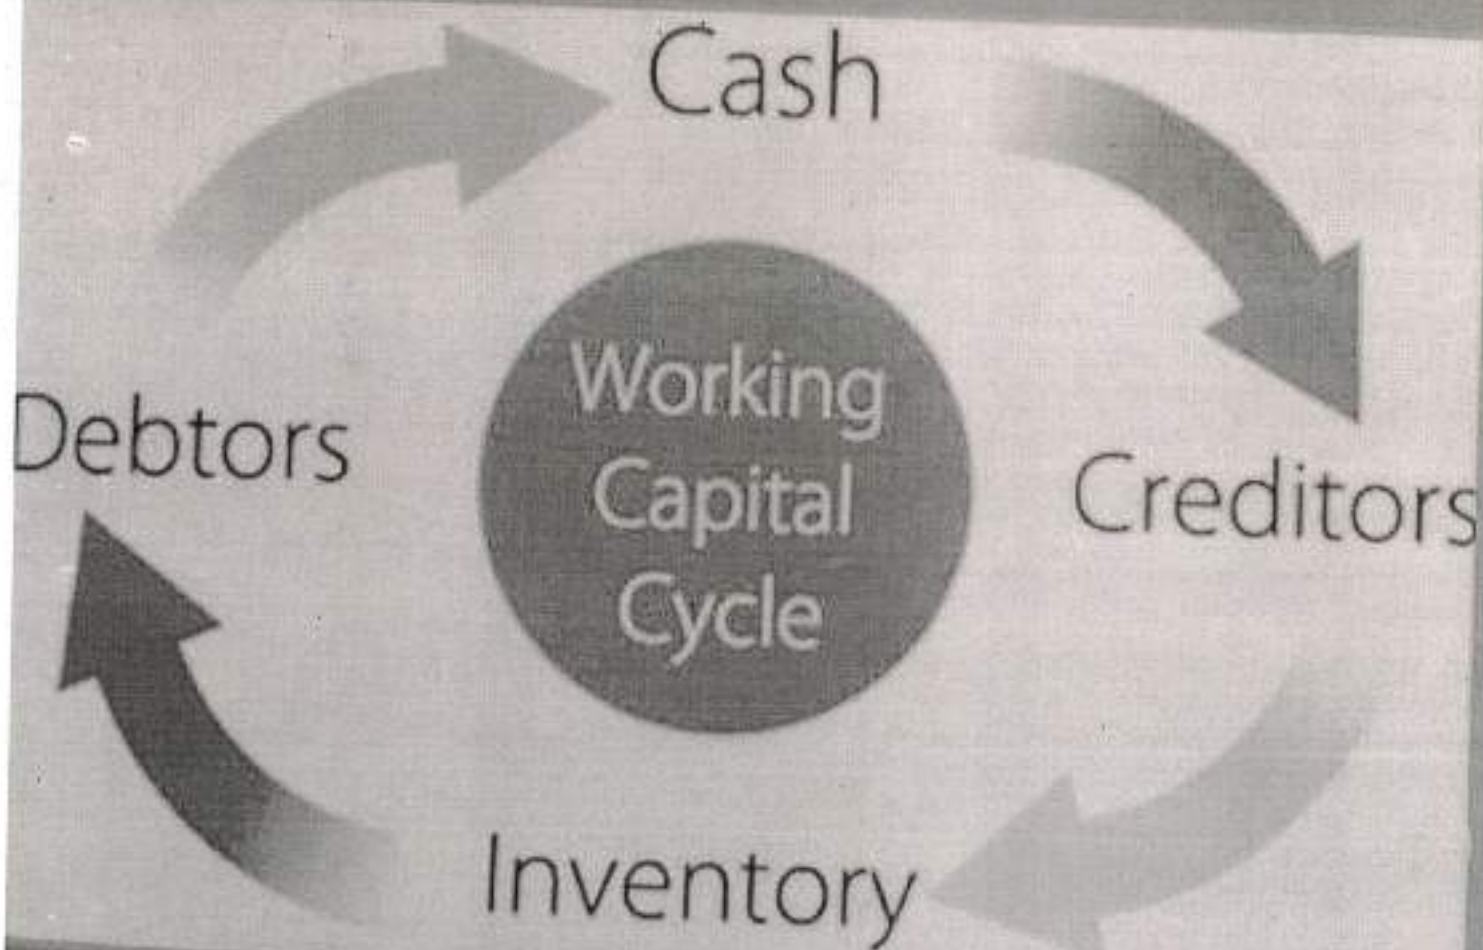 Cash
Debtors
Working
Capital
Cycle
Creditors
Inventory